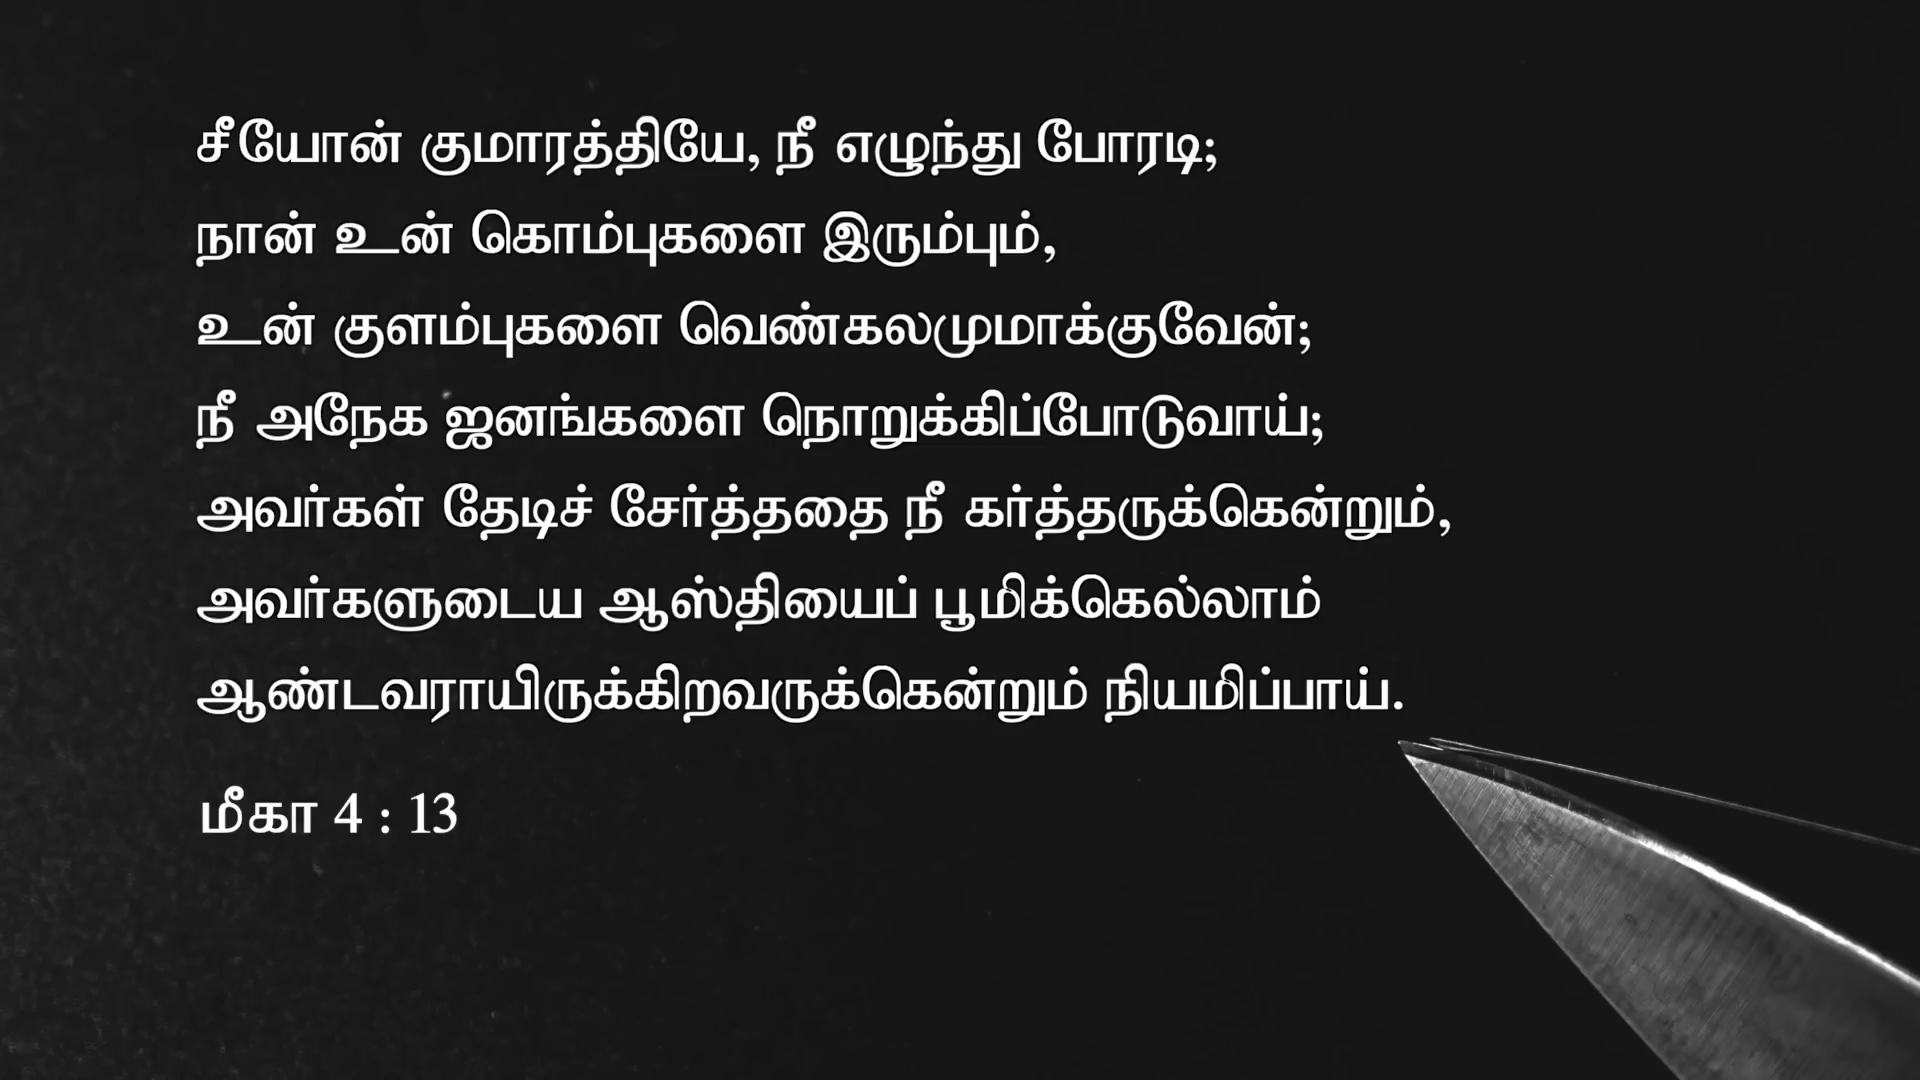 சீயோன் குமாரத்தியே, நீ எழுந்து போரடி;
நான் உன் கொம்புகளை இரும்பும்,
உன் குளம்புகளை வெண்கலமுமாக்குவேன்;
நீ அநேக ஜனங்களை நொறுக்கிப்போடுவாய்;
அவர்கள் தேடிச் சேர்த்ததை நீ கர்த்தருக்கென்றும்,
அவர்களுடைய ஆஸ்தியைப் பூமிக்கெல்லாம்
ஆண்டவராயிருக்கிறவருக்கென்றும் நியமிப்பாய்.
மீகா 4 : 13